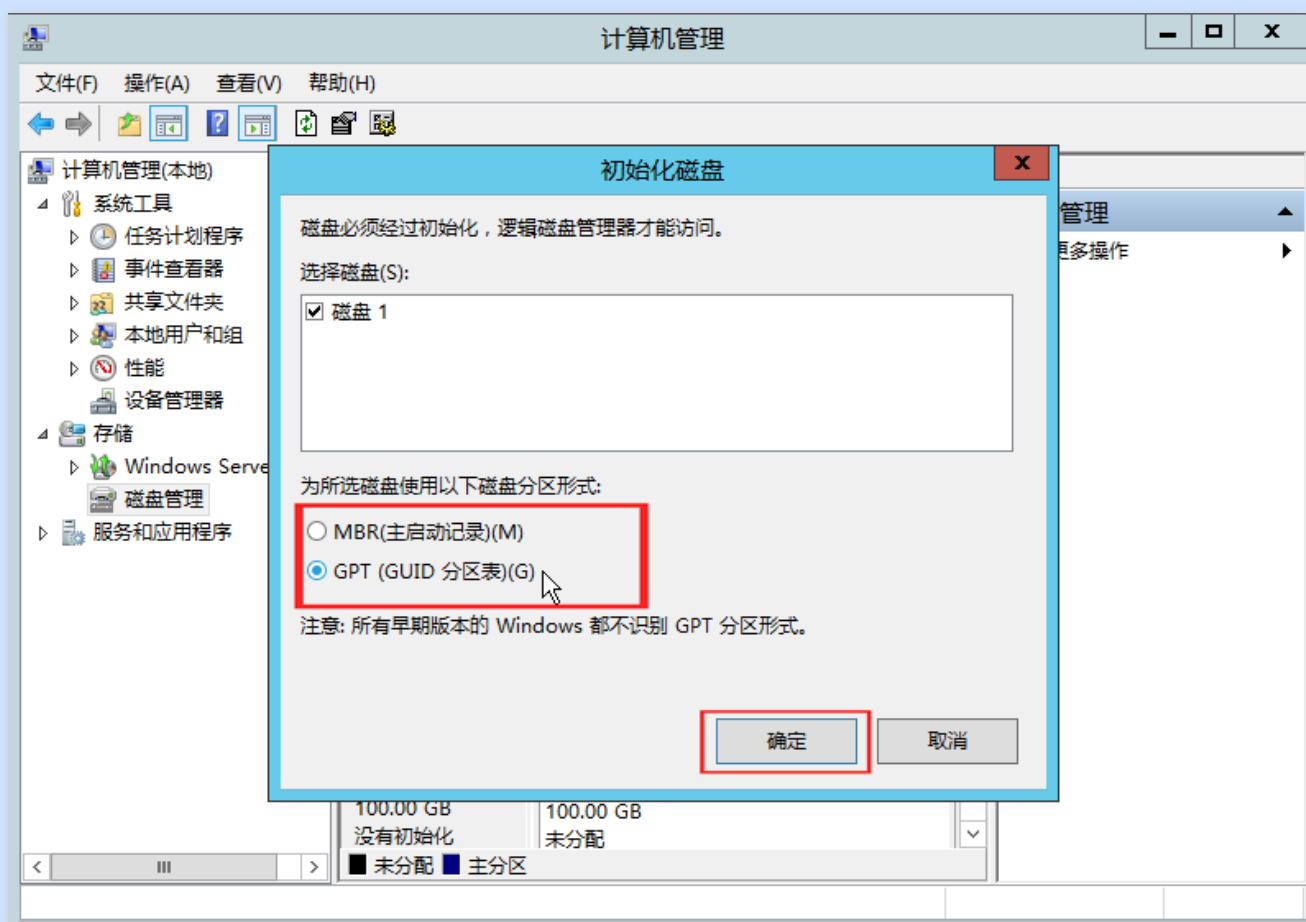 计算机管理
文件(F) 操作(A) 查看(V) 帮助(H)
计算机管理(本地)
系统工具
任务计划程序
事件查看器
共享文件夹
本地用户和组
性能
设备管理器
存储
Windows Serve
磁盘管理
服务和应用程序
初始化磁盘
磁盘必须经过初始化，逻辑磁盘管理器才能访问。
选择磁盘(S):
磁盘 1
为所选磁盘使用以下磁盘分区形式:
MBR(主启动记录)(M)
GPT (GUID 分区表)(G)
注意: 所有早期版本的 Windows 都不识别 GPT 分区形式。
确定 取消
管理
更多操作
100.00 GB 100.00 GB
没有初始化 未分配
未分配 主分区